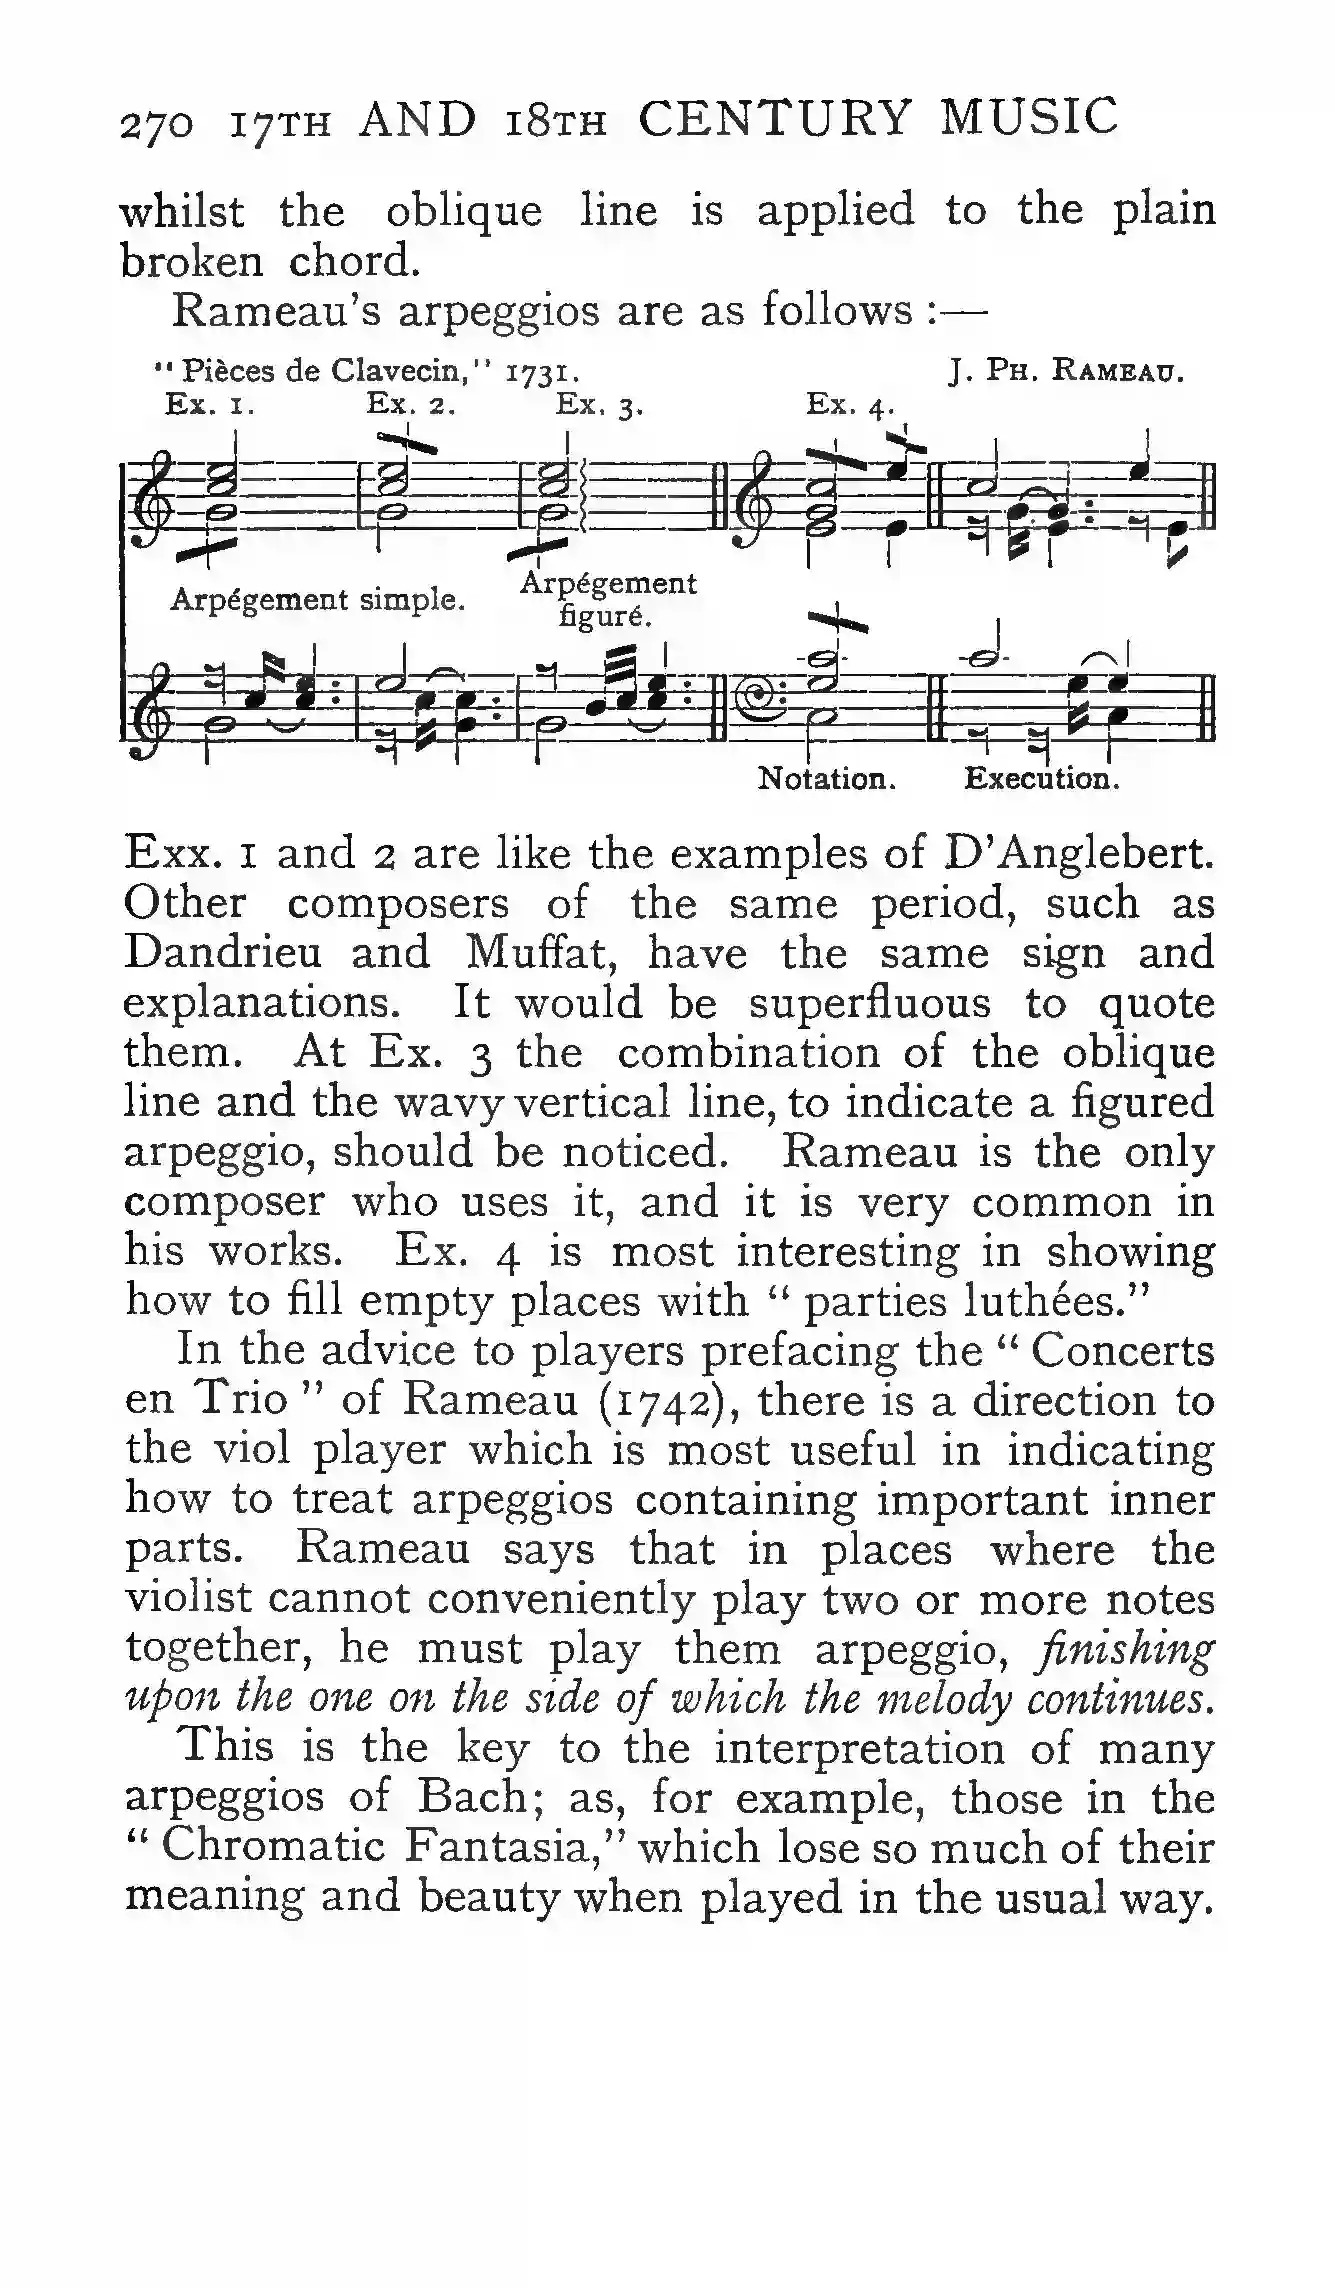 270 17TH AND 18TH CENTURY MUSIC
whilst the oblique line is applied to the plain
broken chord.
Rameau's arpeggios are as follows :—
"Pièces de Clavecin," 1731. J. PH. RAMEAU.
Ex. 1. Ex. 2. Ex. 3. Ex. 4.
Arpégement simple. Arpégement
figuré.
Notation. Execution.
Exx. 1 and 2 are like the examples of D'Anglebert.
Other composers of the same period, such as
Dandrieu and Muffat, have the same sign and
explanations. It would be superfluous to quote
them. At Ex. 3 the combination of the oblique
line and the wavy vertical line, to indicate a figured
arpeggio, should be noticed. Rameau is the only
composer who uses it, and it is very common in
his works. Ex. 4 is most interesting in showing
how to fill empty places with "parties luthées."
In the advice to players prefacing the "Concerts
en Trio" of Rameau (1742), there is a direction to
the viol player which is most useful in indicating
how to treat arpeggios containing important inner
parts. Rameau says that in places where the
violist cannot conveniently play two or more notes
together, he must play them arpeggio, finishing
upon the one on the side of which the melody continues.
This is the key to the interpretation of many
arpeggios of Bach; as, for example, those in the
"Chromatic Fantasia," which lose so much of their
meaning and beauty when played in the usual way.